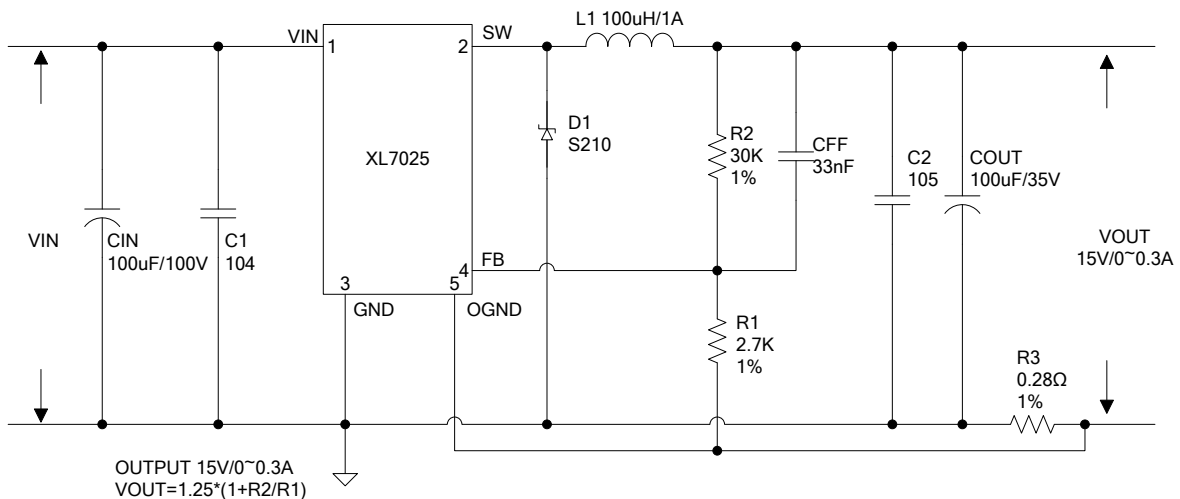 L1 100uH/1A
VIN
1
2
SW
D1
S210
R2
30K
1%
CFF
33nF
XL7025
C2
105
COUT
100uF/35V
VIN
CIN
100uF/100V
C1
104
VOUT
15V/0~0.3A
4
FB
3
5
GND
OGND
R1
2.7K
1%
R3
0.28Ω
1%
OUTPUT 15V/0~0.3A
VOUT=1.25*(1+R2/R1)